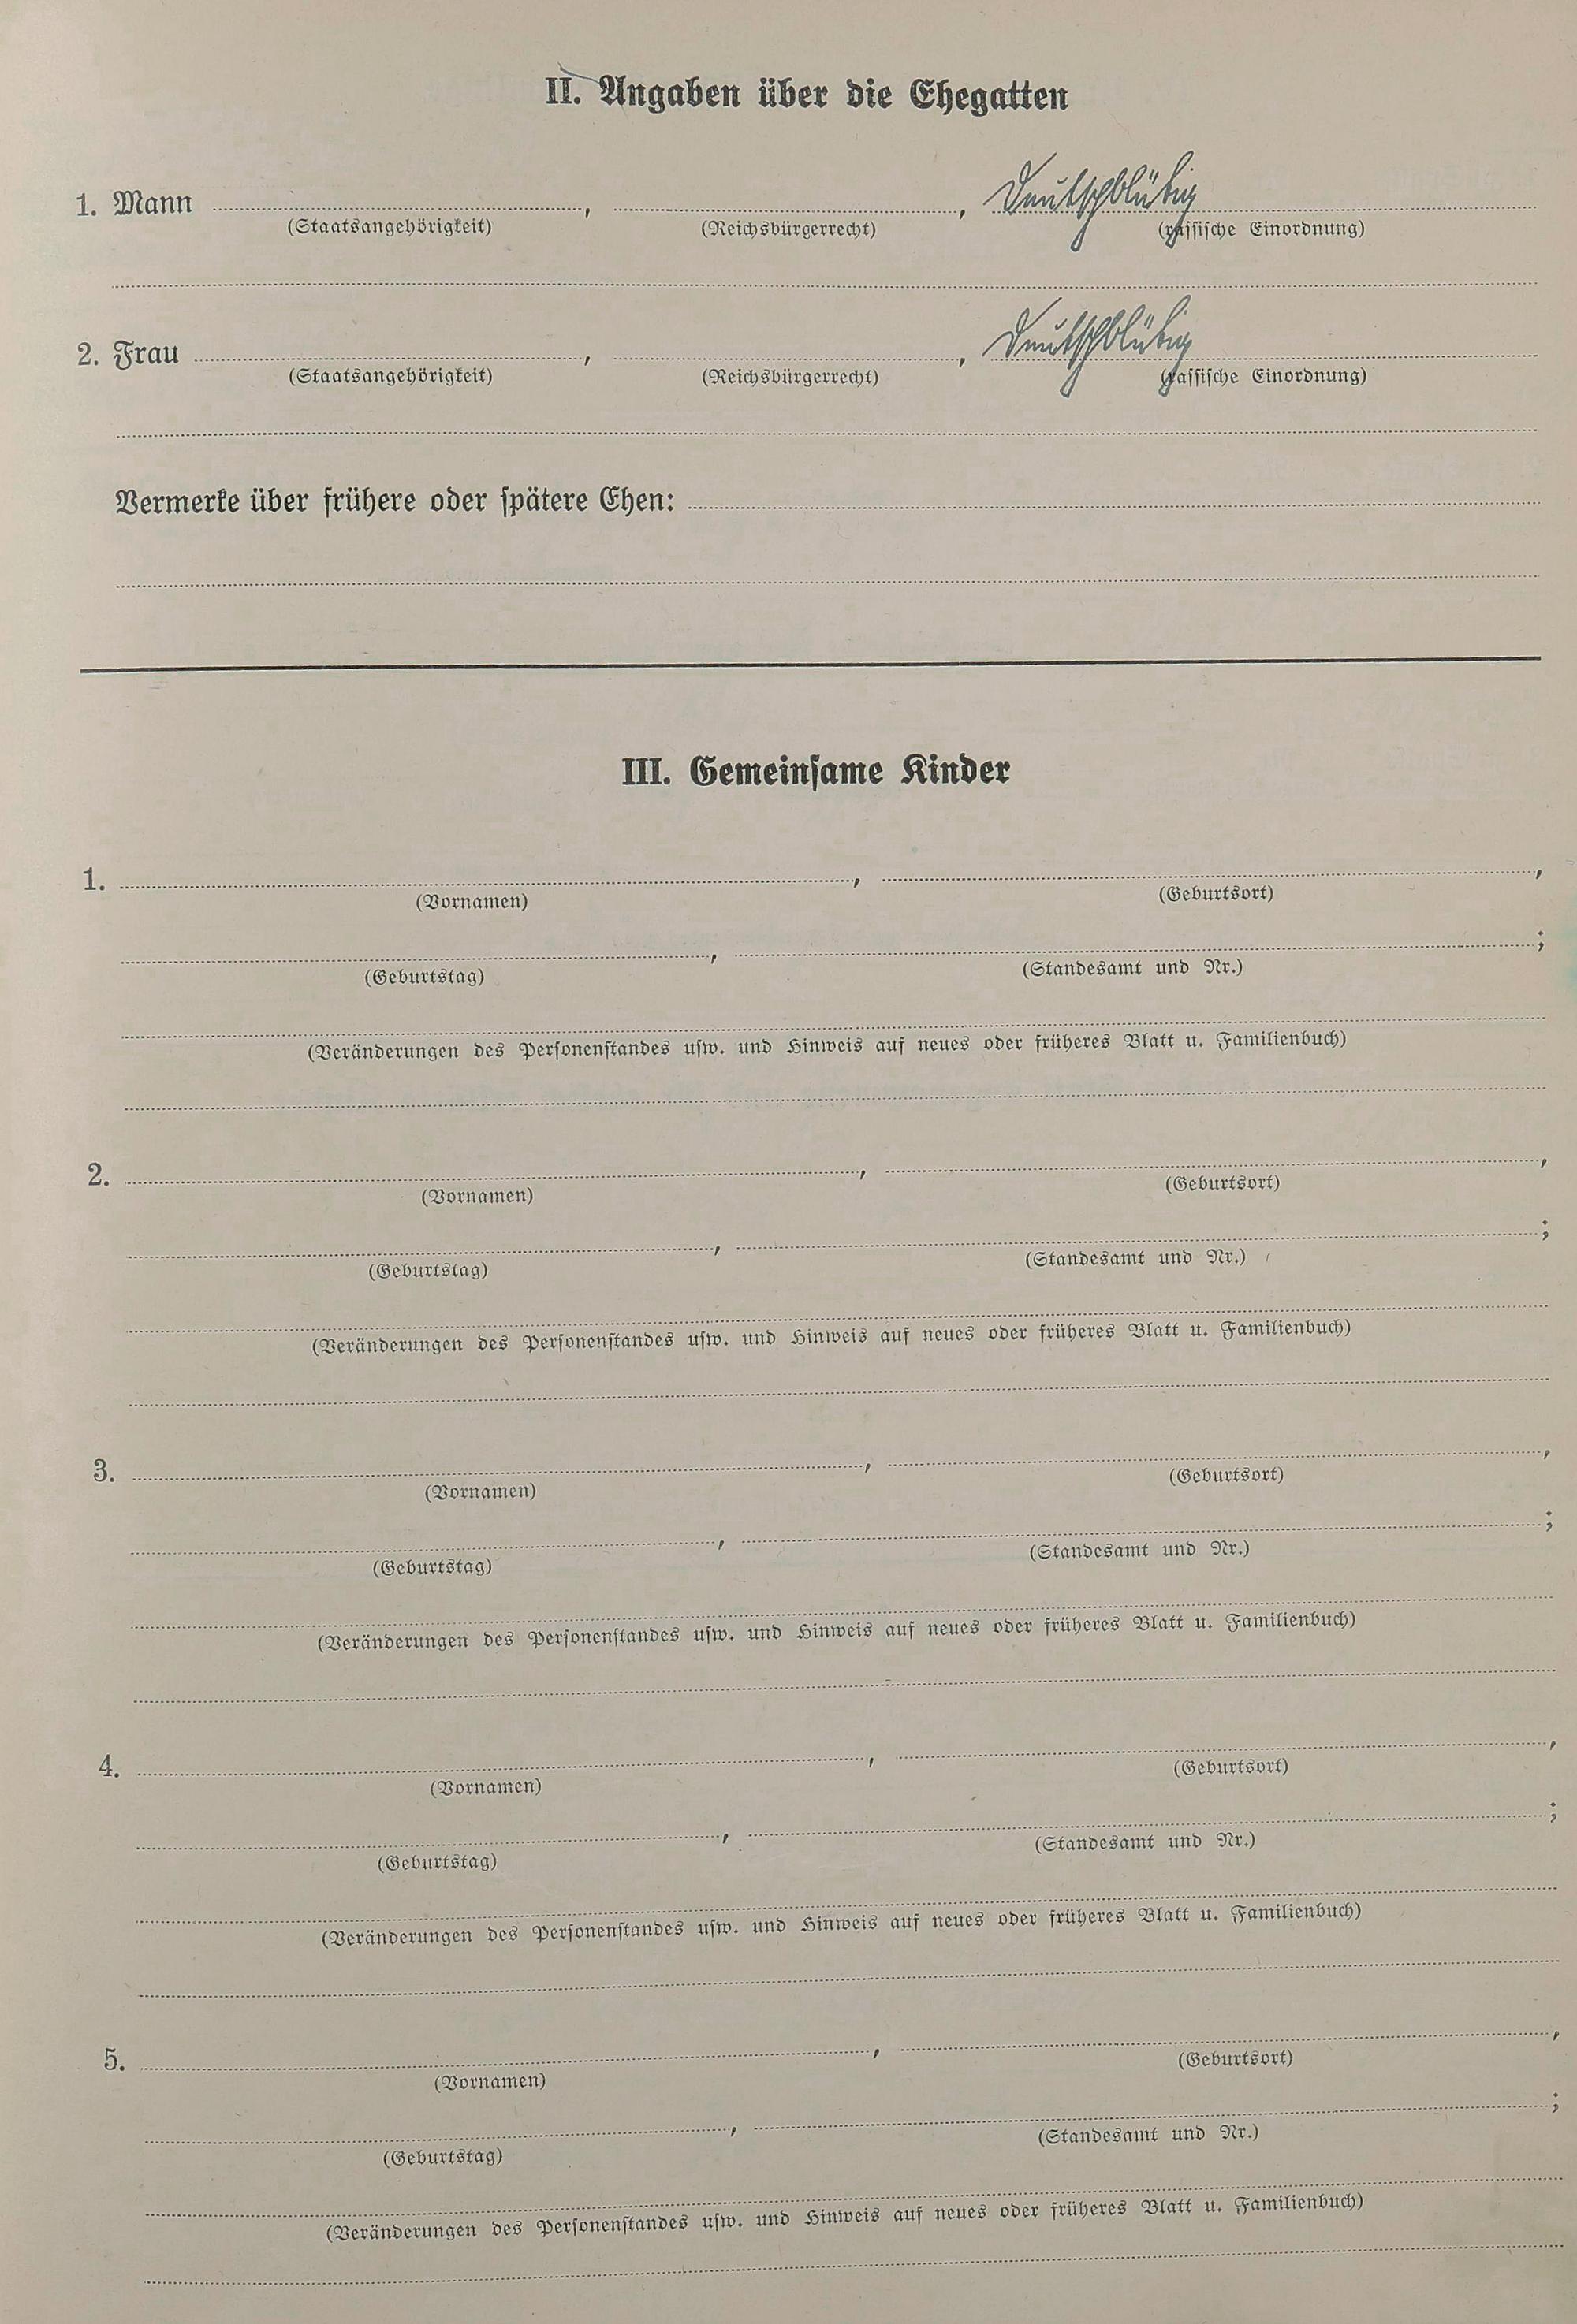 II. Angaben über die Ehegatten
1. Mann , , Deutschblütig
(Staatsangehörigkeit) (Reichsbürgerrecht) (rassische Einordnung)
2. Frau , , Deutschblütig
(Staatsangehörigkeit) (Reichsbürgerrecht) (rassische Einordnung)
Vermerke über frühere oder spätere Ehen:
III. Gemeinsame Kinder
1. , ,
(Vornamen) (Geburtsort)
, ;
(Geburtstag) (Standesamt und Nr.)
(Veränderungen des Personenstandes usw. und Hinweis auf neues oder früheres Blatt u. Familienbuch)
2. , ,
(Vornamen) (Geburtsort)
, ;
(Geburtstag) (Standesamt und Nr.)
(Veränderungen des Personenstandes usw. und Hinweis auf neues oder früheres Blatt u. Familienbuch)
3. , ,
(Vornamen) (Geburtsort)
, ;
(Geburtstag) (Standesamt und Nr.)
(Veränderungen des Personenstandes usw. und Hinweis auf neues oder früheres Blatt u. Familienbuch)
4. , ,
(Vornamen) (Geburtsort)
, ;
(Geburtstag) (Standesamt und Nr.)
(Veränderungen des Personenstandes usw. und Hinweis auf neues oder früheres Blatt u. Familienbuch)
5. , ,
(Vornamen) (Geburtsort)
, ;
(Geburtstag) (Standesamt und Nr.)
(Veränderungen des Personenstandes usw. und Hinweis auf neues oder früheres Blatt u. Familienbuch)